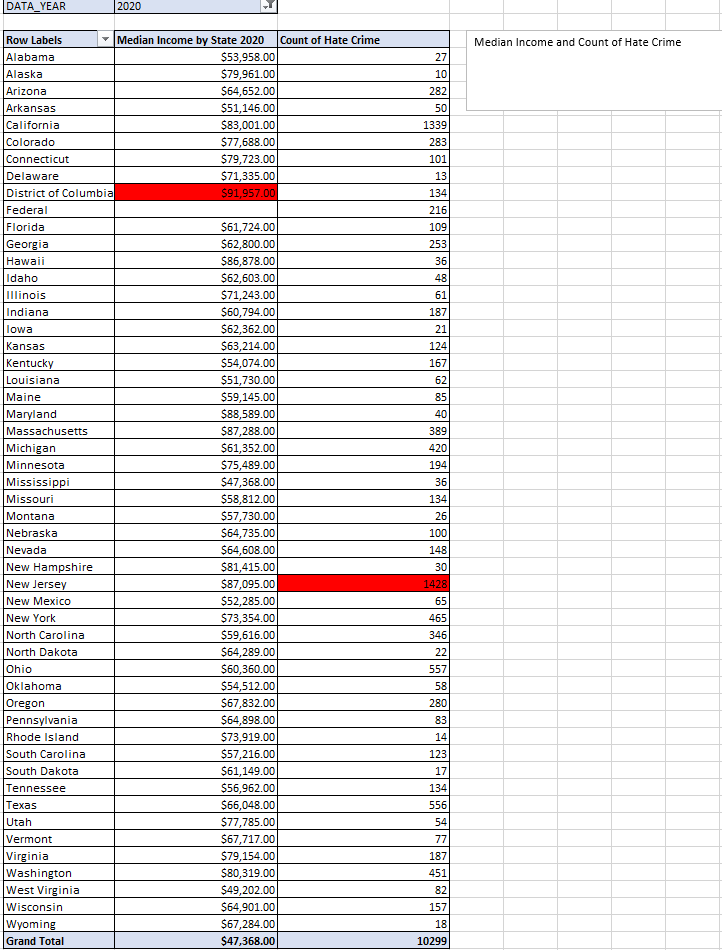 DATA_YEAR 2020
Row Labels Median Income by State 2020 Count of Hate Crime
Median Income and Count of Hate Crime
Alabama $53,958.00 27
Alaska $79,961.00 10
Arizona $64,652.00 282
Arkansas $51,146.00 50
California $83,001.00 1339
Colorado $77,688.00 283
Connecticut $79,723.00 101
Delaware $71,335.00 13
District of Columbia $91,957.00 134
Federal 216
Florida $61,724.00 109
Georgia $62,800.00 253
Hawaii $86,878.00 36
Idaho $62,603.00 48
Illinois $71,243.00 61
Indiana $60,794.00 187
Iowa $62,362.00 21
Kansas $63,214.00 124
Kentucky $54,074.00 167
Louisiana $51,730.00 62
Maine $59,145.00 85
Maryland $88,589.00 40
Massachusetts $87,288.00 389
Michigan $61,352.00 420
Minnesota $75,489.00 194
Mississippi $47,368.00 36
Missouri $58,812.00 134
Montana $57,730.00 26
Nebraska $64,735.00 100
Nevada $64,608.00 148
New Hampshire $81,415.00 30
New Jersey $87,095.00 1428
New Mexico $52,285.00 65
New York $73,354.00 465
North Carolina $59,616.00 346
North Dakota $64,289.00 22
Ohio $60,360.00 557
Oklahoma $54,512.00 58
Oregon $67,832.00 280
Pennsylvania $64,898.00 83
Rhode Island $73,919.00 14
South Carolina $57,216.00 123
South Dakota $61,149.00 17
Tennessee $56,962.00 134
Texas $66,048.00 556
Utah $77,785.00 54
Vermont $67,717.00 77
Virginia $79,154.00 187
Washington $80,319.00 451
West Virginia $49,202.00 82
Wisconsin $64,901.00 157
Wyoming $67,284.00 18
Grand Total $47,368.00 10299